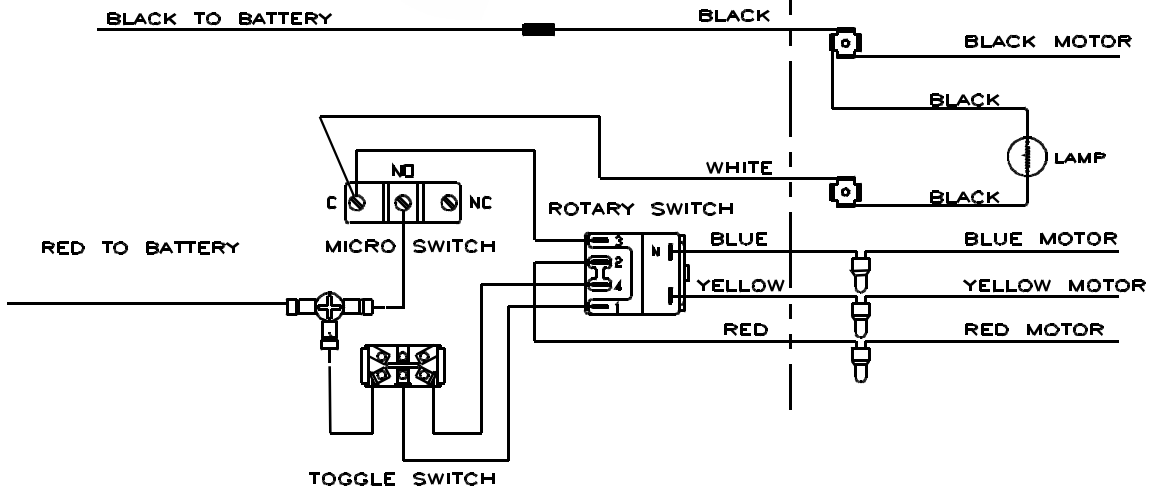 BLACK TO BATTERY
BLACK
BLACK MOTOR
BLACK
LAMP
WHITE
NO
C
NC
BLACK
ROTARY SWITCH
RED TO BATTERY
MICRO SWITCH
3
N
BLUE
BLUE MOTOR
2
4
YELLOW
YELLOW MOTOR
1
RED
RED MOTOR
TOGGLE SWITCH